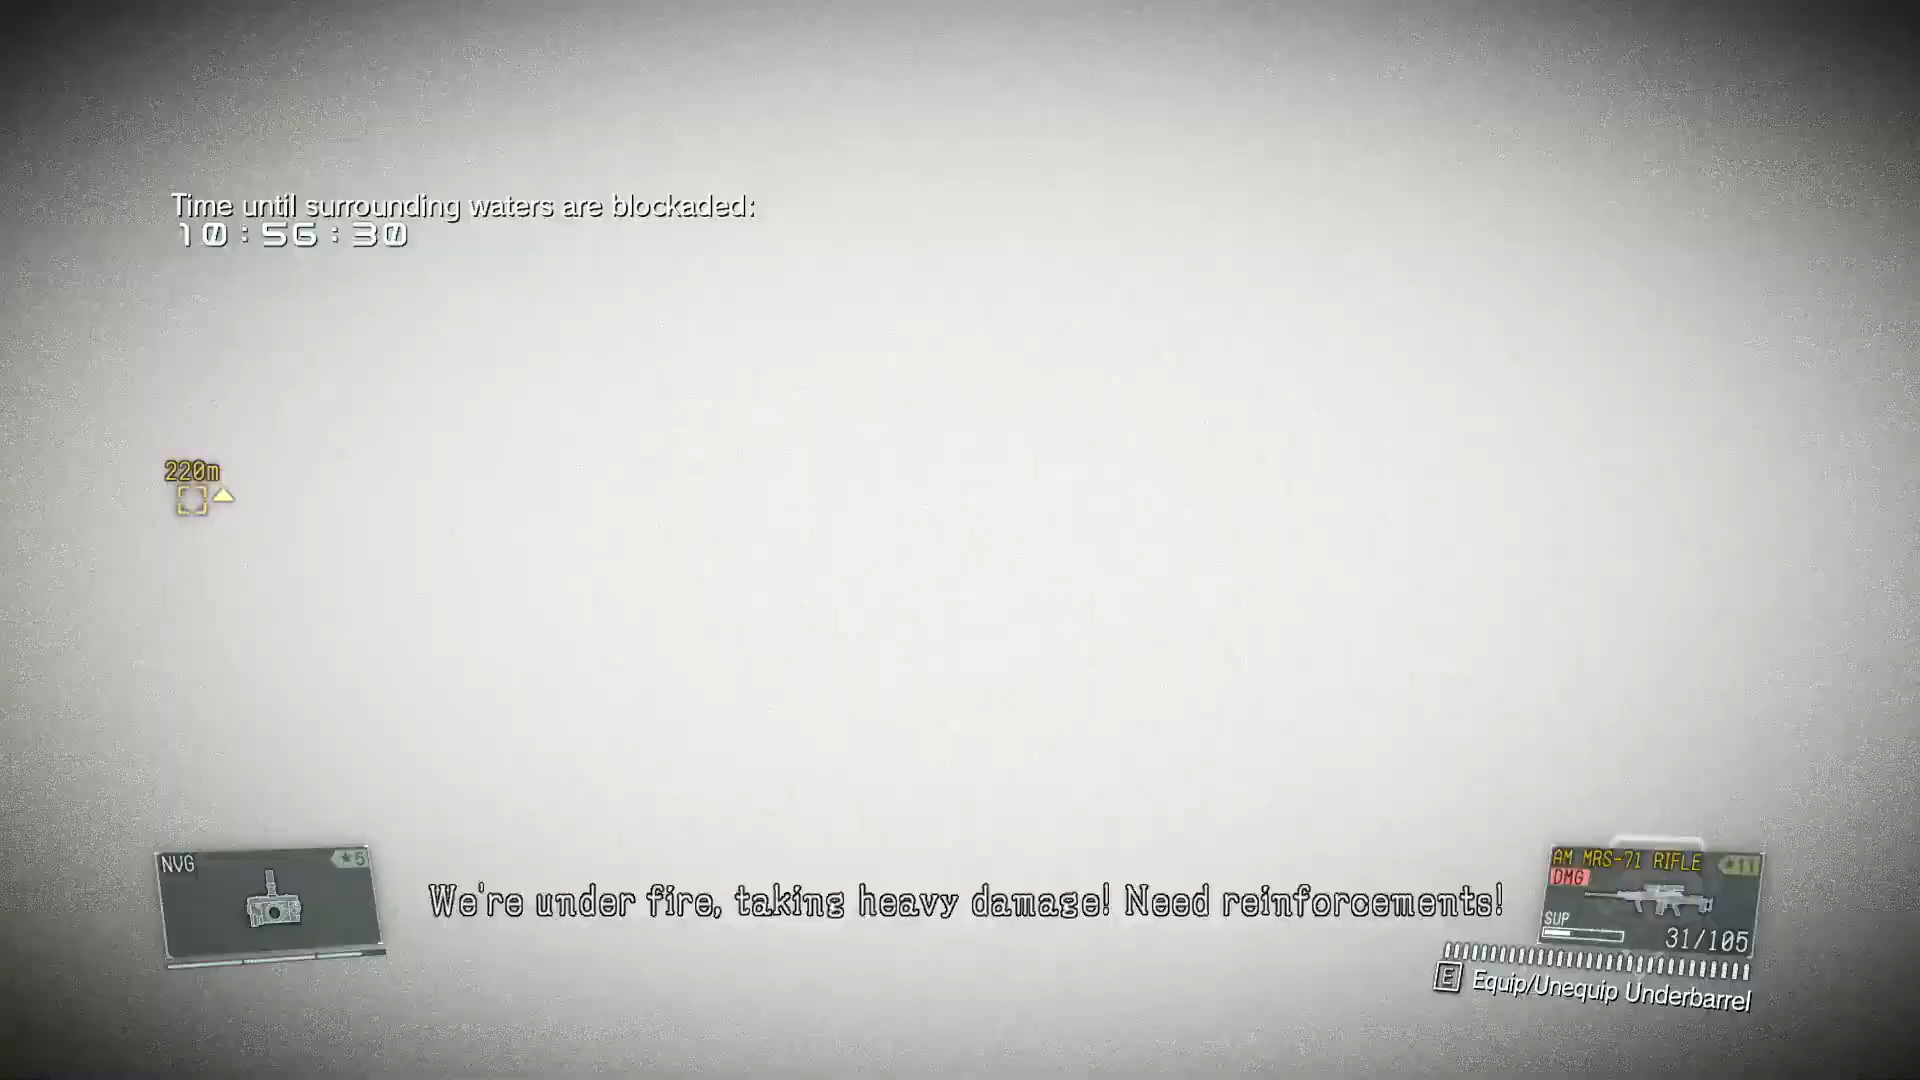 Time until surrounding waters are blockaded:
10:56:30
220m
NVG
★5
We're under fire, taking heavy damage! Need reinforcements!
AM MRS-71 RIFLE
★11
DMG
SUP
31/105
E Equip/Unequip Underbarrel